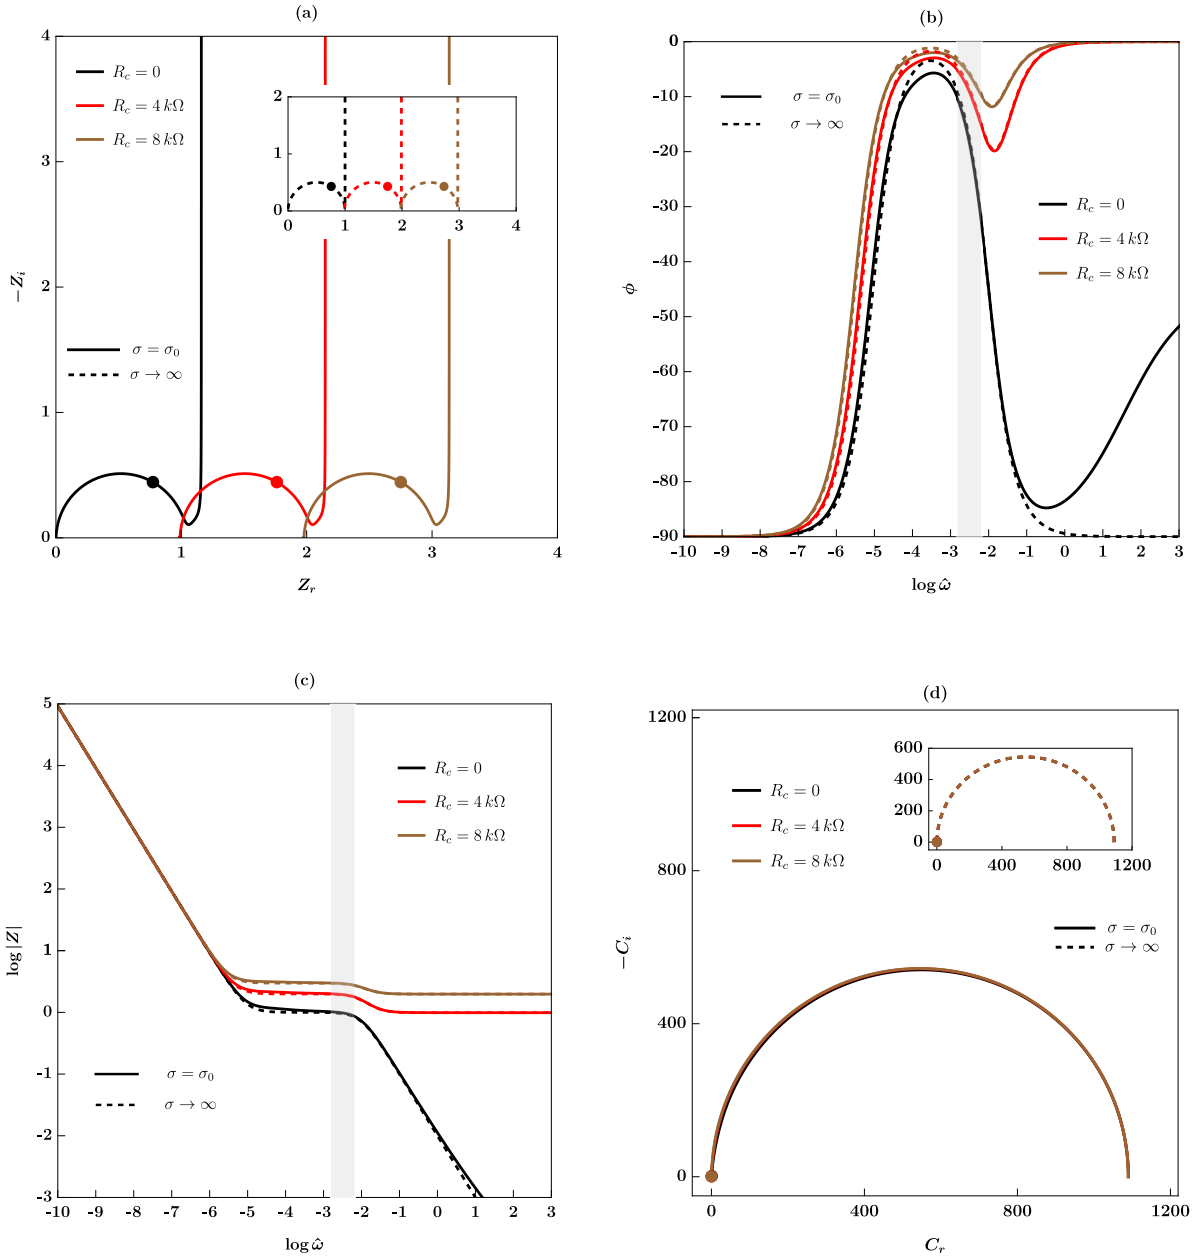 (a)
4
3
2
1
0
0 1 2 3 4
−Z_i
Z_r
R_c = 0
R_c = 4 kΩ
R_c = 8 kΩ
σ = σ_0
σ → ∞
2
1
0
0 1 2 3 4
(b)
0
-10
-20
-30
-40
-50
-60
-70
-80
-90
-10 -9 -8 -7 -6 -5 -4 -3 -2 -1 0 1 2 3
ϕ
log ω̂
σ = σ_0
σ → ∞
R_c = 0
R_c = 4 kΩ
R_c = 8 kΩ
(c)
5
4
3
2
1
0
-1
-2
-3
-10 -9 -8 -7 -6 -5 -4 -3 -2 -1 0 1 2 3
log |Z|
log ω̂
R_c = 0
R_c = 4 kΩ
R_c = 8 kΩ
σ = σ_0
σ → ∞
(d)
1200
800
400
0
0 400 800 1200
−C_i
C_r
R_c = 0
R_c = 4 kΩ
R_c = 8 kΩ
600
400
200
0
0 400 800 1200
σ = σ_0
σ → ∞